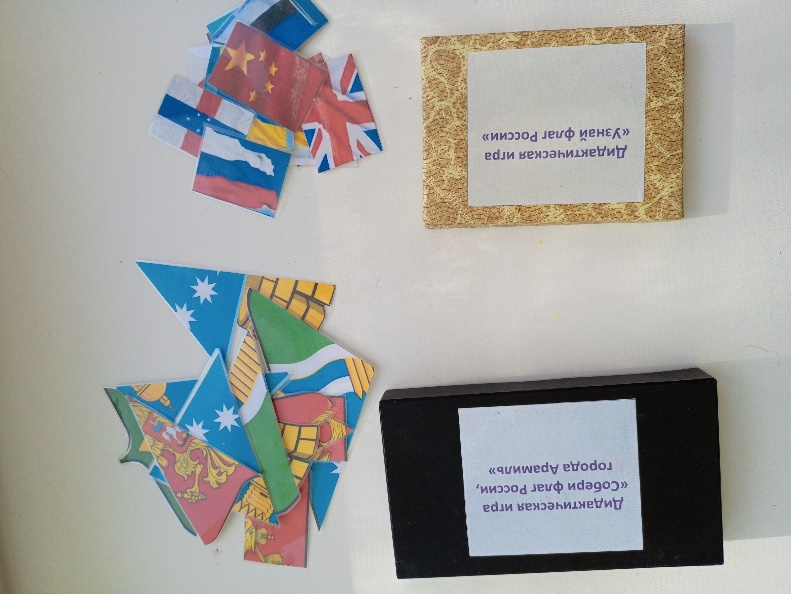 Дидактическая игра
«Узнай флаг России»
Дидактическая игра
«Собери флаг России,
города Арамиль»